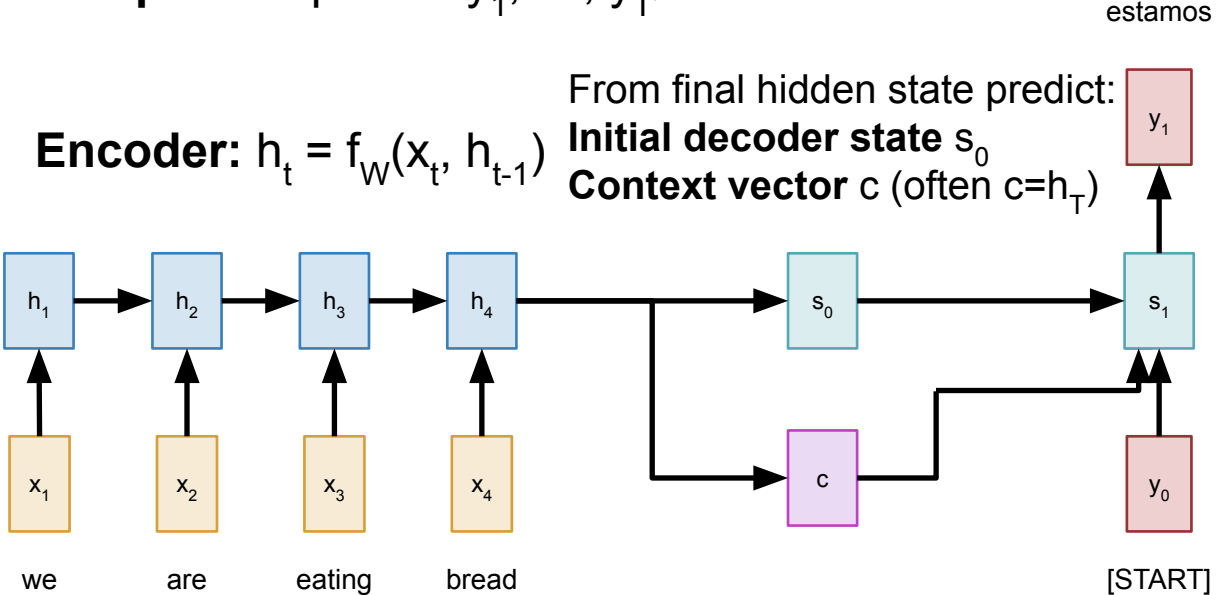 estamos
From final hidden state predict:
Encoder: h_t = f_W(x_t, h_{t-1})
Initial decoder state s_0
Context vector c (often c=h_T)
y_1
h_1 h_2 h_3 h_4 s_0 s_1
x_1 x_2 x_3 x_4 c y_0
we are eating bread [START]